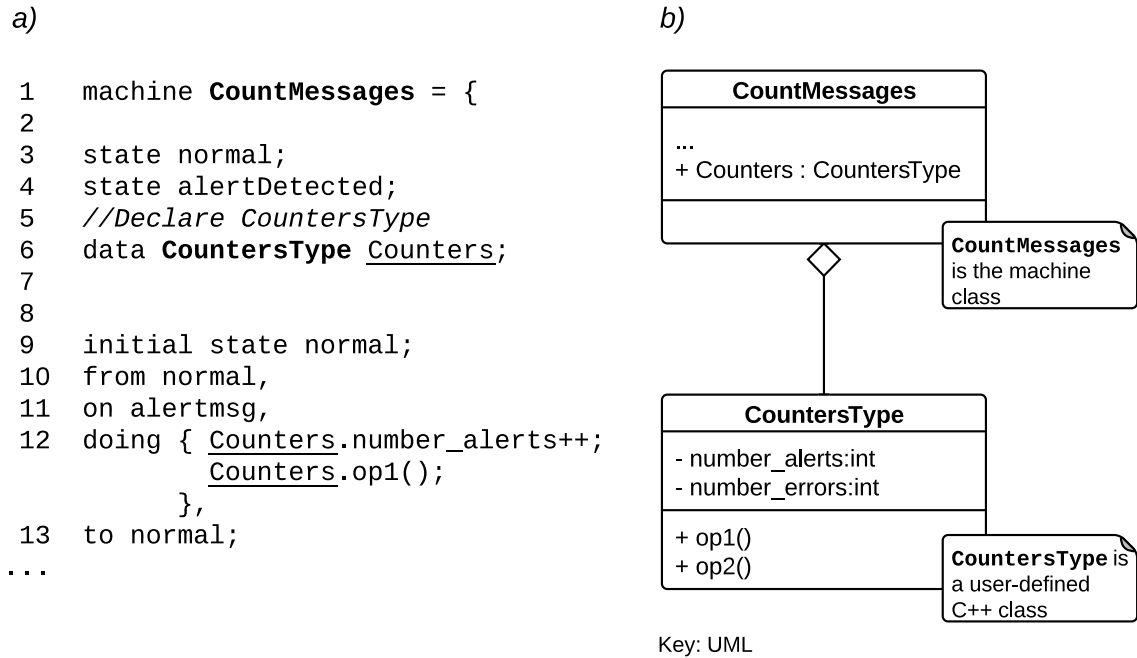 a)
1 machine CountMessages = {
2
3 state normal;
4 state alertDetected;
5 //Declare CountersType
6 data CountersType Counters;
7
8
9 initial state normal;
10 from normal,
11 on alertmsg,
12 doing { Counters.number_alerts++;
Counters.op1();
},
13 to normal;
...
b)
CountMessages
...
+ Counters : CountersType
CountMessages
is the machine
class
CountersType
- number_alerts:int
- number_errors:int
+ op1()
+ op2()
CountersType is
a user-defined
C++ class
Key: UML